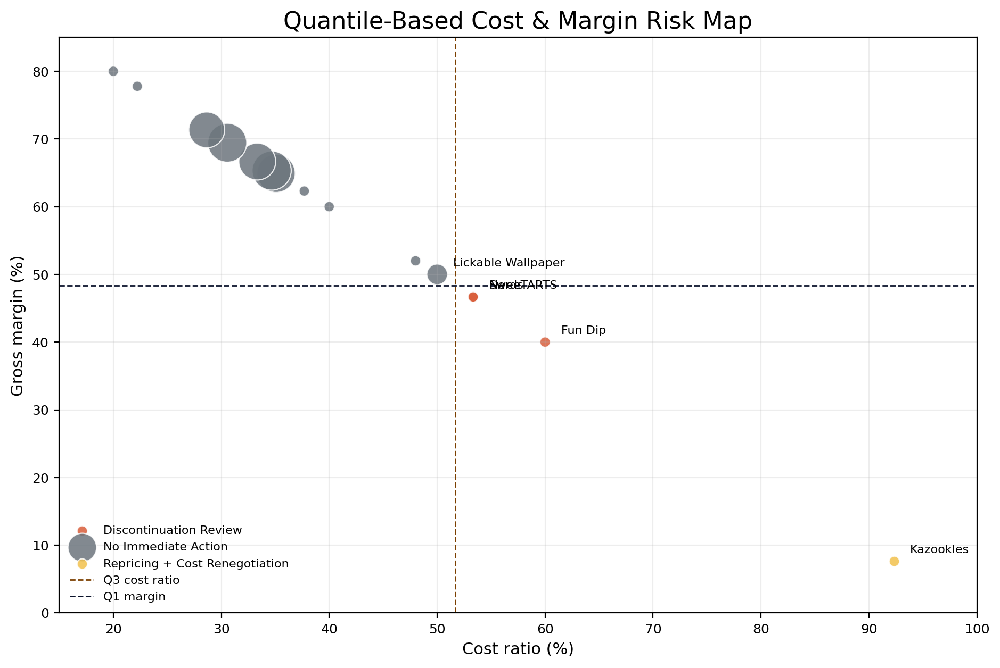 Quantile-Based Cost & Margin Risk Map
Gross margin (%)
80
70
60
50
40
30
20
10
0
Lickable Wallpaper
Nerds
SweeTARTS
Fun Dip
Kazookles
Discontinuation Review
No Immediate Action
Repricing + Cost Renegotiation
Q3 cost ratio
Q1 margin
20
30
40
50
60
70
80
90
100
Cost ratio (%)